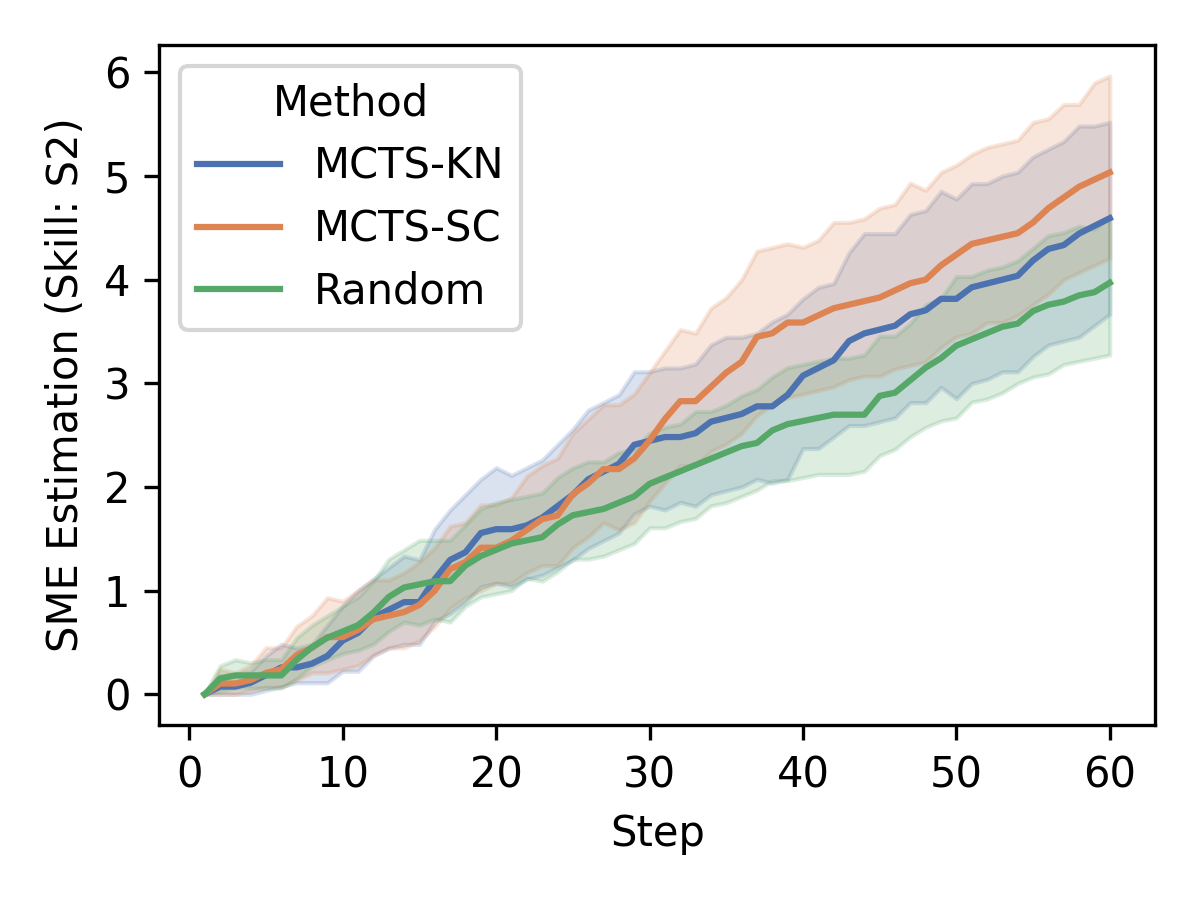 SME Estimation (Skill: S2)
6
5
4
3
2
1
0
Method
MCTS-KN
MCTS-SC
Random
0 10 20 30 40 50 60
Step